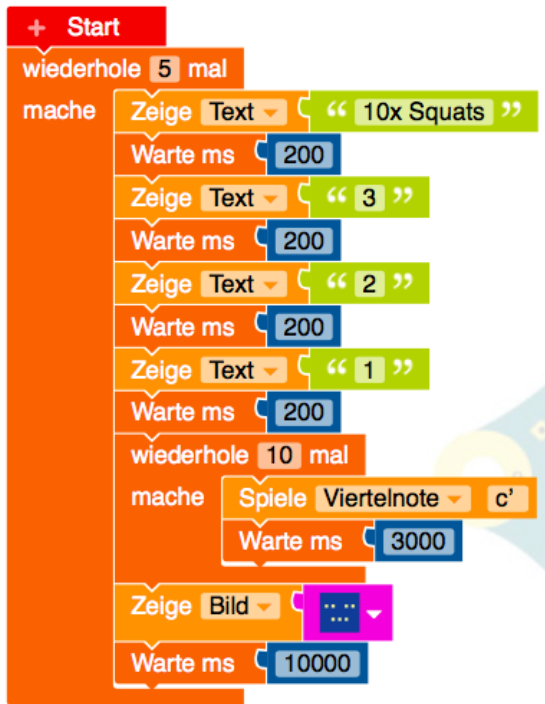 + Start
wiederhole 5 mal
mache Zeige Text “ 10x Squats ”
Warte ms 200
Zeige Text “ 3 ”
Warte ms 200
Zeige Text “ 2 ”
Warte ms 200
Zeige Text “ 1 ”
Warte ms 200
wiederhole 10 mal
mache Spiele Viertelnote c’
Warte ms 3000
Zeige Bild
Warte ms 10000